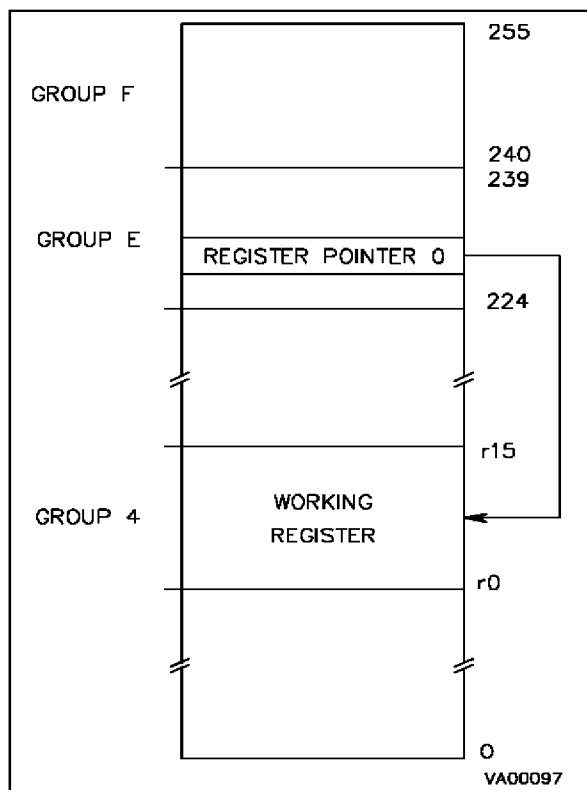 255
GROUP F
240
239
GROUP E
REGISTER POINTER 0
224
r15
WORKING
GROUP 4
REGISTER
r0
0
VA00097